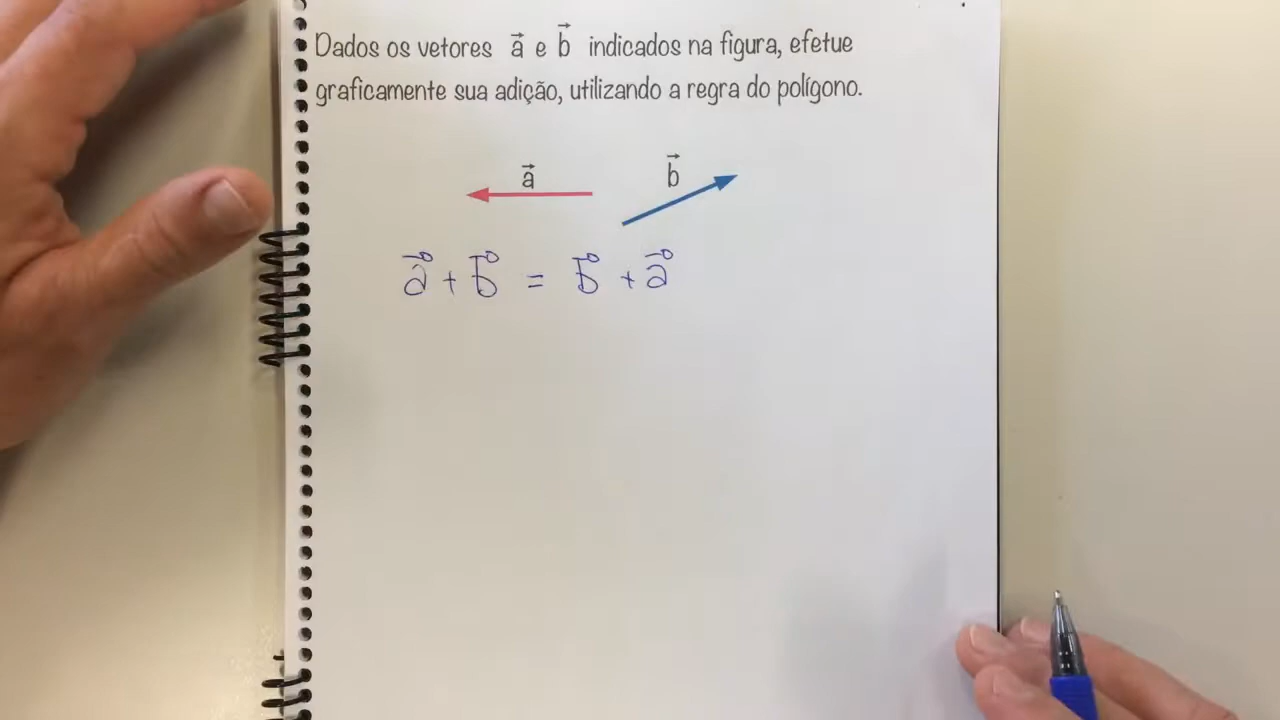 Dados os vetores a⃗ e b⃗ indicados na figura, efetue
graficamente sua adição, utilizando a regra do polígono.
a⃗ b⃗
a⃗ + b⃗ = b⃗ + a⃗